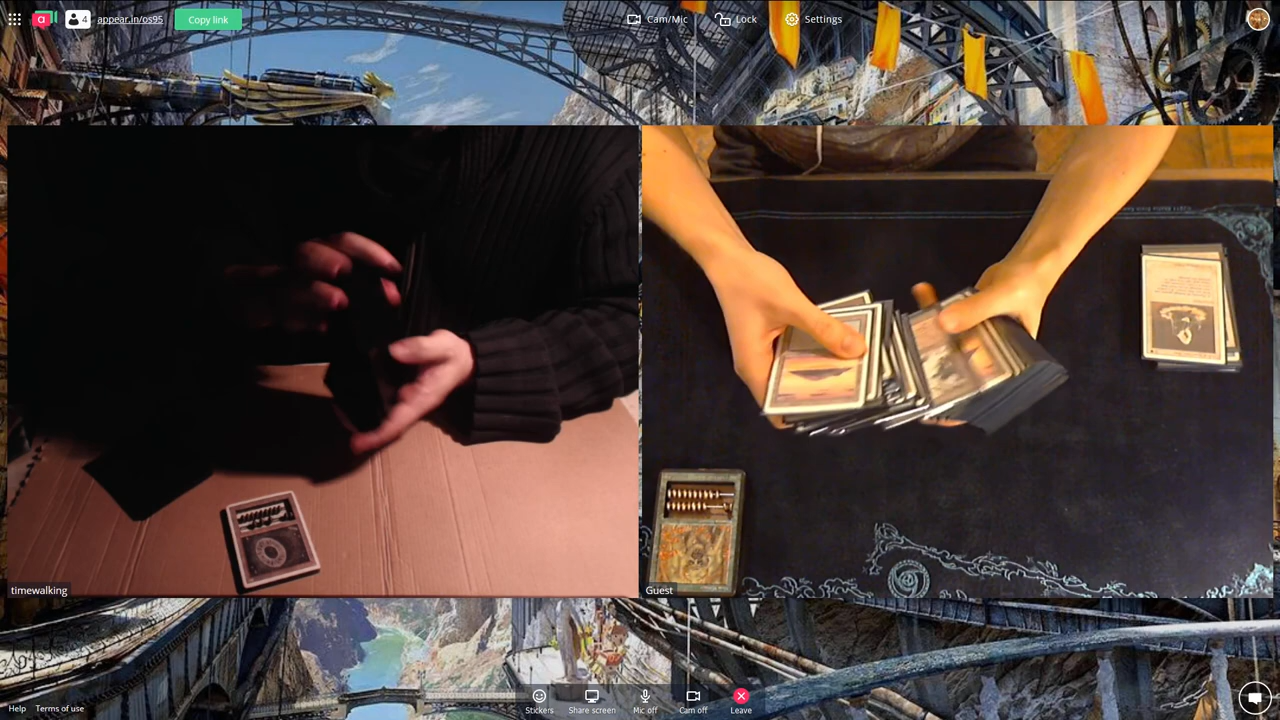 4 appear.in/os95 Copy link Cam/Mic Lock Settings
timewalking Guest
Help Terms of use Stickers Share screen Mic off Cam off Leave